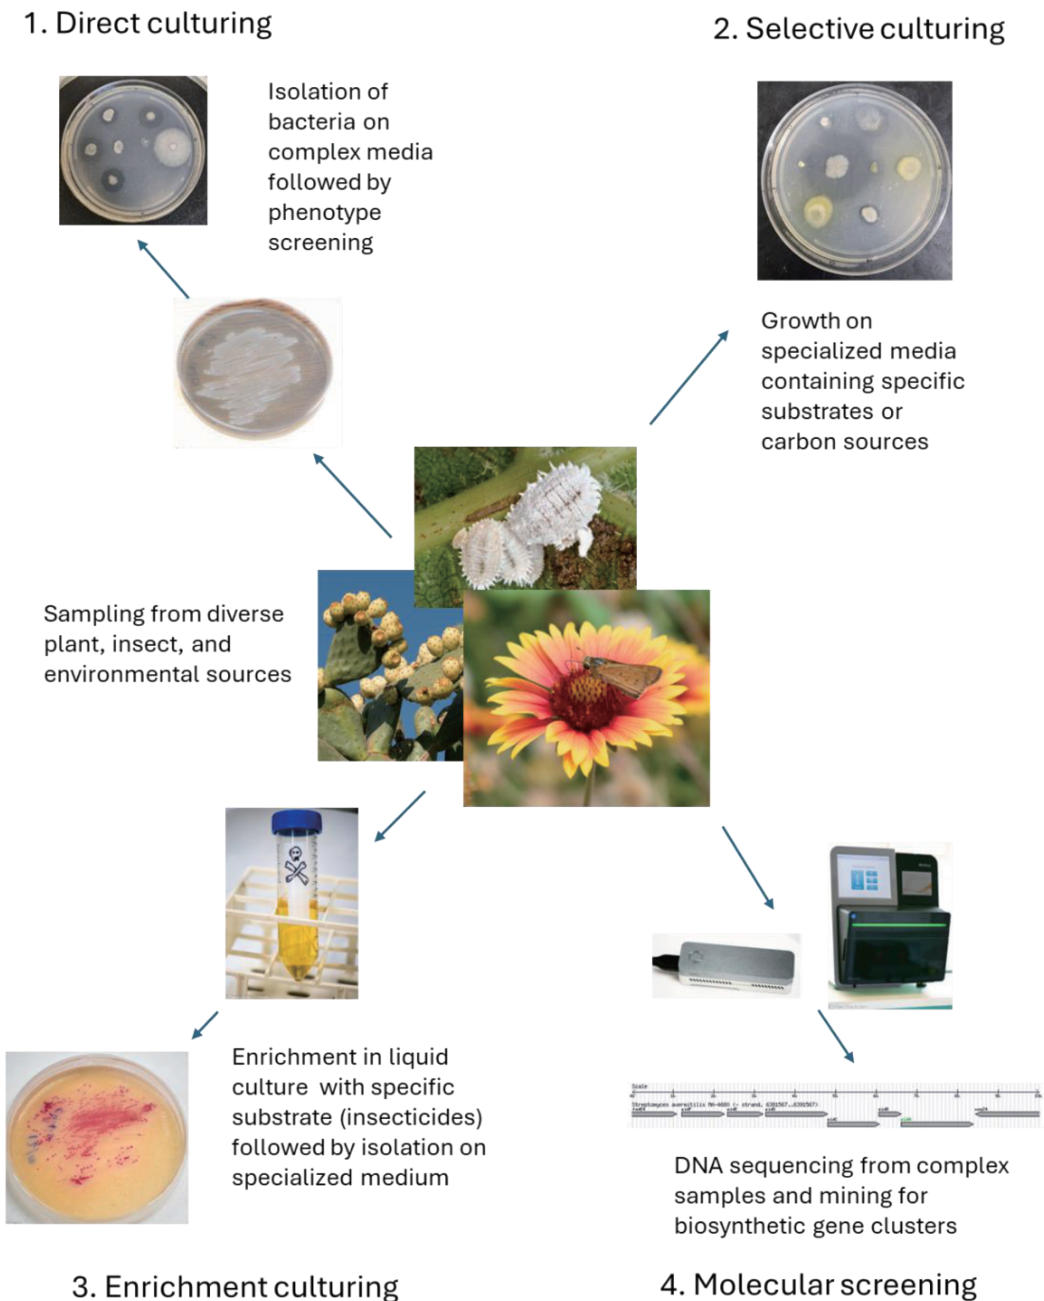 1. Direct culturing
2. Selective culturing
Isolation of
bacteria on
complex media
followed by
phenotype
screening
Growth on
specialized media
containing specific
substrates or
carbon sources
Sampling from diverse
plant, insect, and
environmental sources
Enrichment in liquid
culture with specific
substrate (insecticides)
followed by isolation on
specialized medium
Scale
DNA sequencing from complex
samples and mining for
biosynthetic gene clusters
3. Enrichment culturing
4. Molecular screening